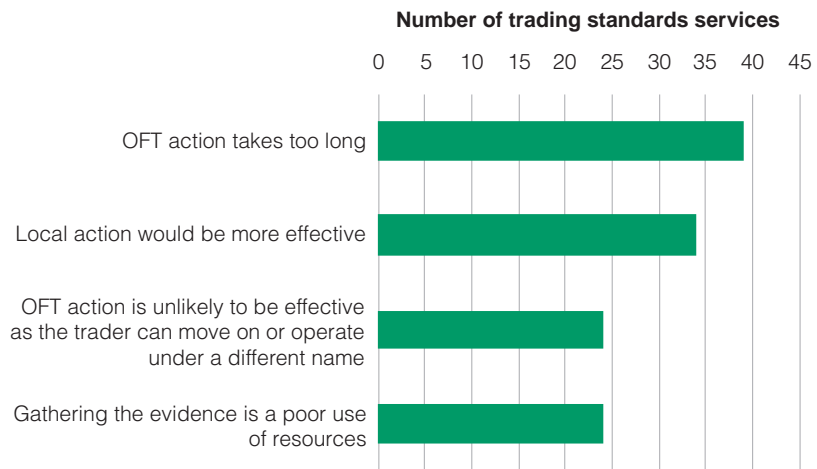 Number of trading standards services
0 5 10 15 20 25 30 35 40 45
OFT action takes too long
Local action would be more effective
OFT action is unlikely to be effective
as the trader can move on or operate
under a different name
Gathering the evidence is a poor use
of resources